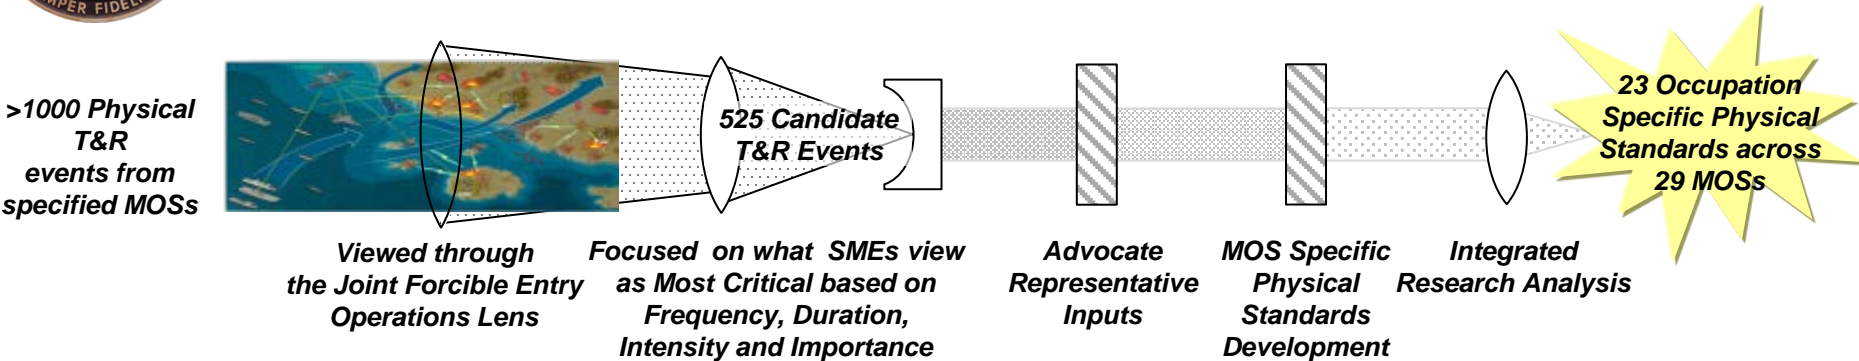 MPER FIDEL
>1000 Physical
T&R
events from
specified MOSs
525 Candidate
T&R Events
23 Occupation
Specific Physical
Standards across
29 MOSs
Viewed through
the Joint Forcible Entry
Operations Lens
Focused on what SMEs view
as Most Critical based on
Frequency, Duration,
Intensity and Importance
Advocate
Representative
Inputs
MOS Specific
Physical
Standards
Development
Integrated
Research Analysis